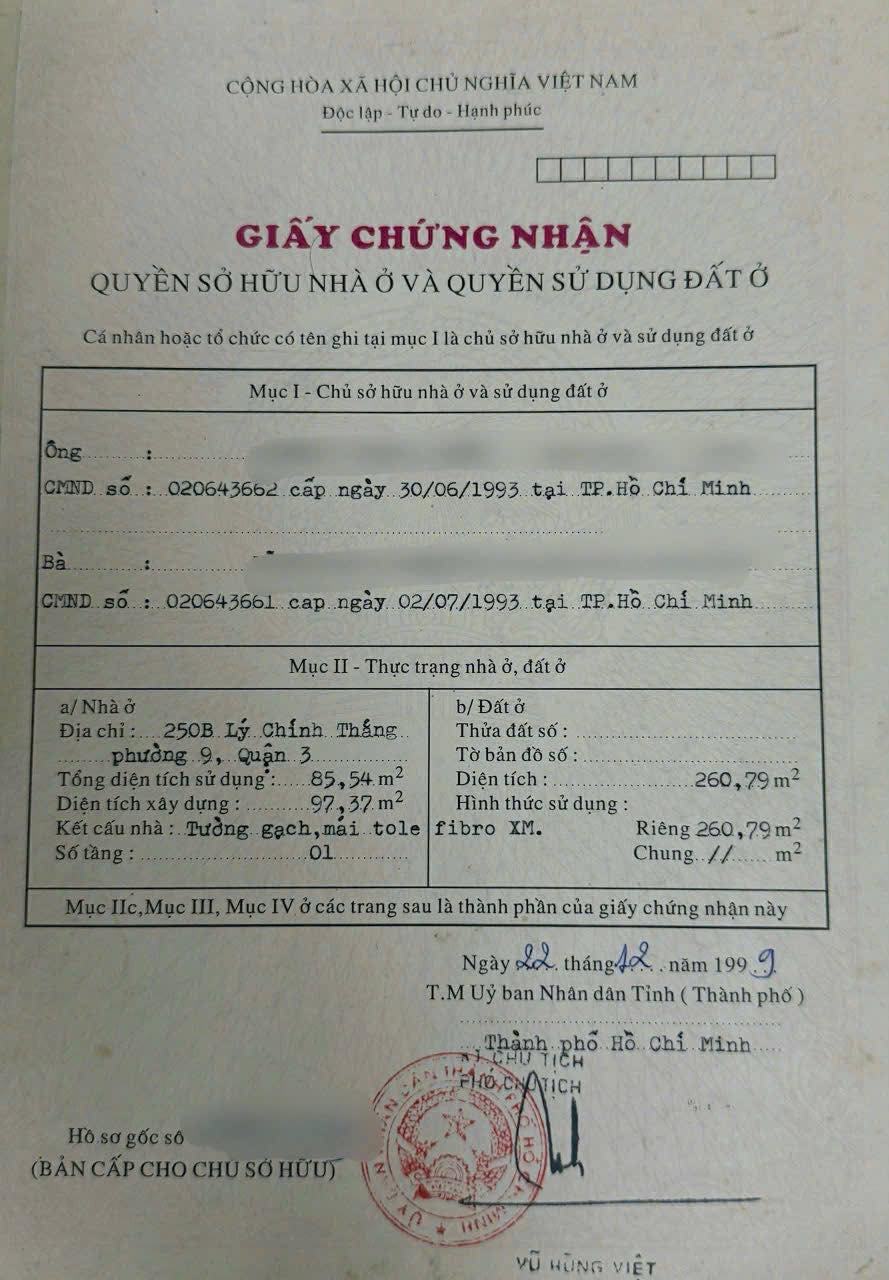 CỘNG HÒA XÃ HỘI CHỦ NGHĨA VIỆT NAM
Độc lập - Tự do - Hạnh phúc
GIẤY CHỨNG NHẬN
QUYỀN SỞ HỮU NHÀ Ở VÀ QUYỀN SỬ DỤNG ĐẤT Ở
Cá nhân hoặc tổ chức có tên ghi tại mục I là chủ sở hữu nhà ở và sử dụng đất ở
Mục I - Chủ sở hữu nhà ở và sử dụng đất ở
Ông :
CMND số : 020643662 cấp ngày 30/06/1993 tại TP.Hồ Chí Minh
Bà :
CMND số : 020643661 cap ngày 02/07/1993 tại TP.Hồ Chí Minh
Mục II - Thực trạng nhà ở, đất ở
a/ Nhà ở
Địa chỉ : 250B Lý Chính Thắng
phường 9, Quận 3
Tổng diện tích sử dụng : 85,54 m²
Diện tích xây dựng : 97,37 m²
Kết cấu nhà : Tường gạch,mái tole fibro XM.
Số tầng : 01
b/ Đất ở
Thửa đất số :
Tờ bản đồ số :
Diện tích : 260,79 m²
Hình thức sử dụng :
Riêng 260,79 m²
Chung // m²
Mục IIc,Mục III, Mục IV ở các trang sau là thành phần của giấy chứng nhận này
Ngày 22 tháng 12 năm 1999
T.M Uỷ ban Nhân dân Tỉnh ( Thành phố )
Thành phố Hồ Chí Minh
KT CHỦ TỊCH
PHÓ CHỦ TỊCH
Hồ sơ gốc số
(BẢN CẤP CHO CHỦ SỞ HỮU)
VŨ HÙNG VIỆT